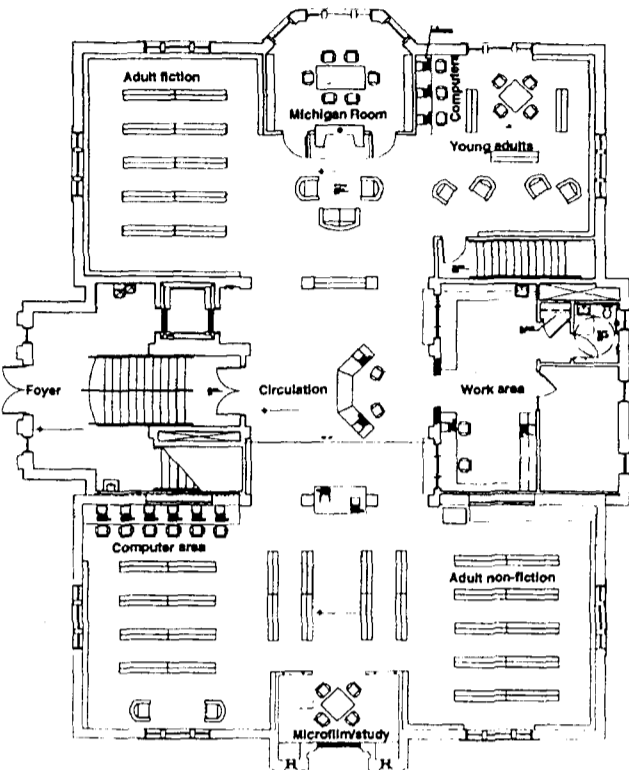 Adult fiction
Michigan Room
Computers
Young adults
Foyer
Circulation
Work area
Computer area
Adult non-fiction
Microfilm/study